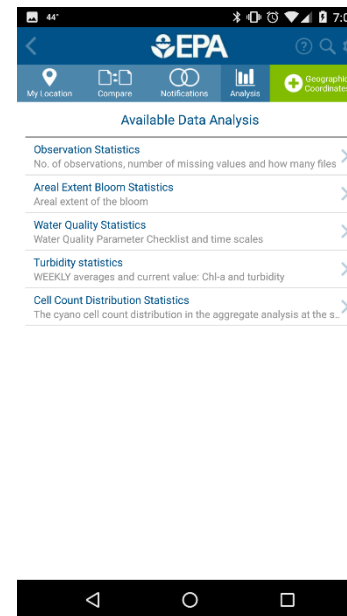 44°
7:0
EPA
My Location
Compare
Notifications
Analysis
Geographic
Coordinates
Available Data Analysis
Observation Statistics
No. of observations, number of missing values and how many files
Areal Extent Bloom Statistics
Areal extent of the bloom
Water Quality Statistics
Water Quality Parameter Checklist and time scales
Turbidity statistics
WEEKLY averages and current value: Chl-a and turbidity
Cell Count Distribution Statistics
The cyano cell count distribution in the aggregate analysis at the s...